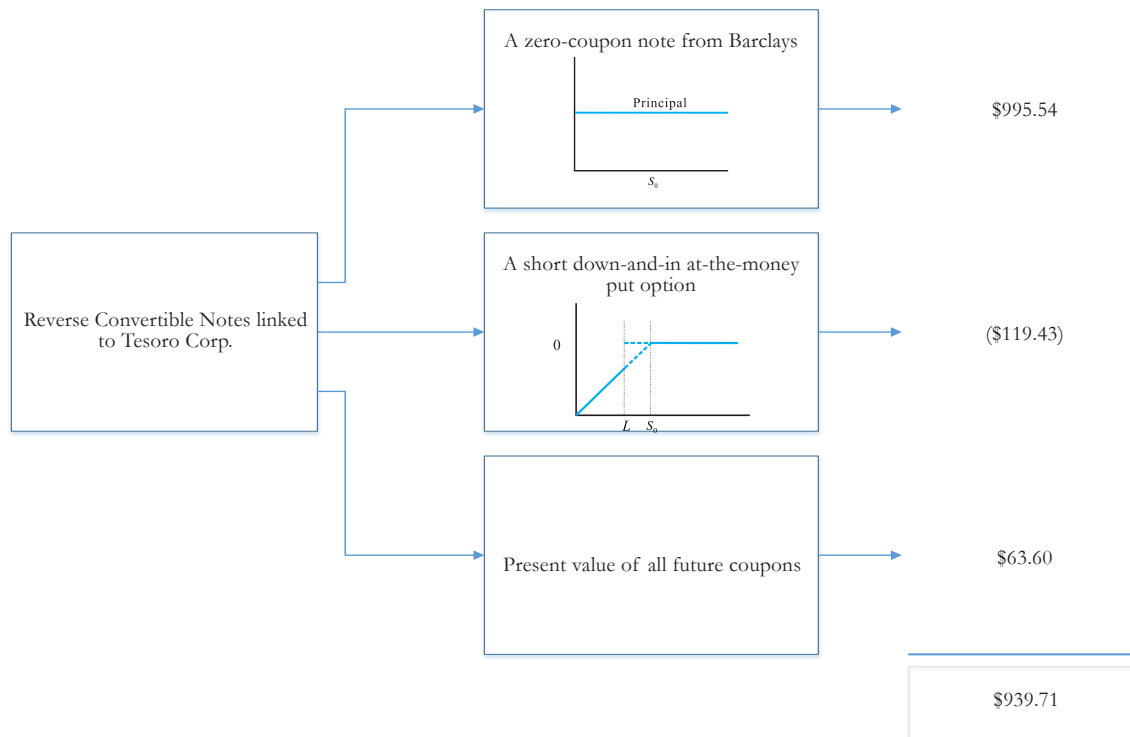 A zero-coupon note from Barclays
Principal
S₀
$995.54
Reverse Convertible Notes linked
to Tesoro Corp.
A short down-and-in at-the-money
put option
0
L S₀
($119.43)
Present value of all future coupons
$63.60
$939.71